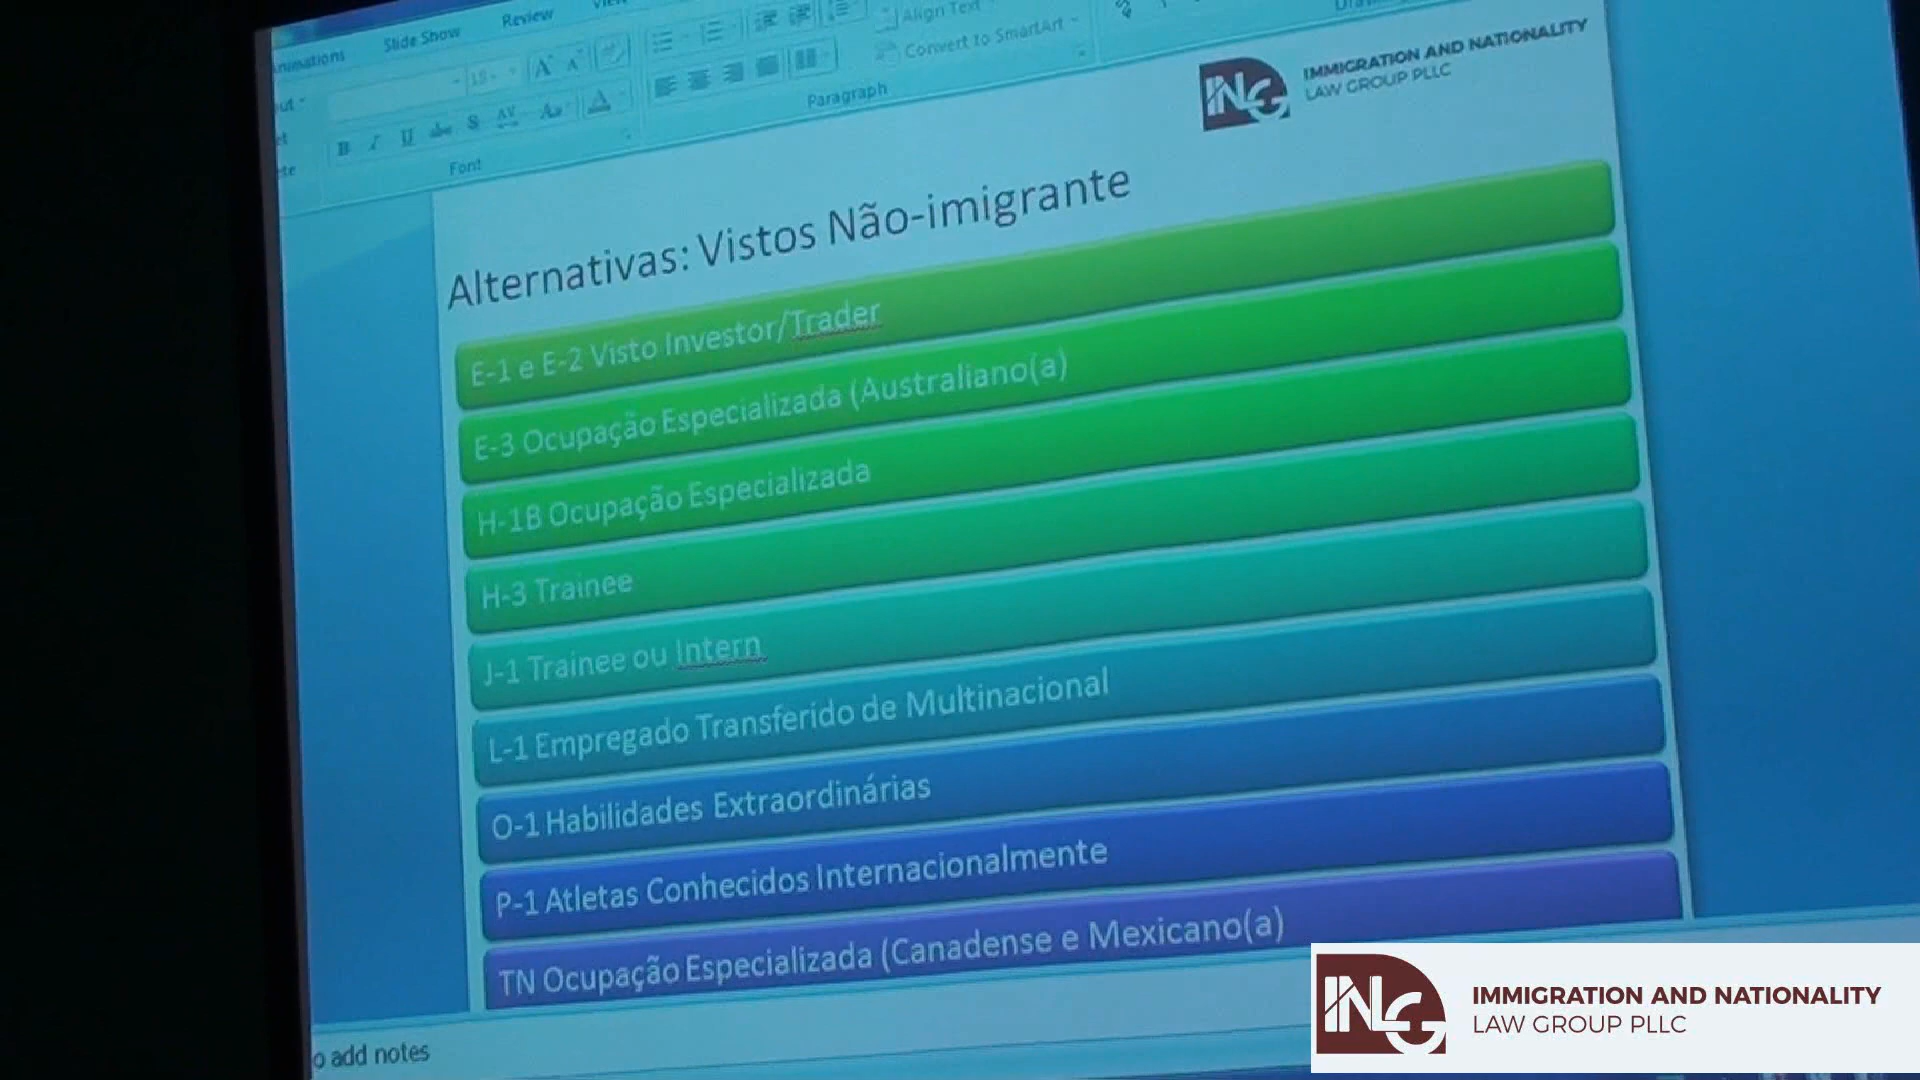 Slide Show
Review
Align Text
Convert to SmartArt
Font
Paragraph
INLG
IMMIGRATION AND NATIONALITY
LAW GROUP PLLC
Alternativas: Vistos Não-imigrante
E-1 e E-2 Visto Investor/Trader
E-3 Ocupação Especializada (Australiano(a)
H-1B Ocupação Especializada
H-3 Trainee
J-1 Trainee ou Intern
L-1 Empregado Transferido de Multinacional
O-1 Habilidades Extraordinárias
P-1 Atletas Conhecidos Internacionalmente
TN Ocupação Especializada (Canadense e Mexicano(a)
o add notes
INLG
IMMIGRATION AND NATIONALITY
LAW GROUP PLLC